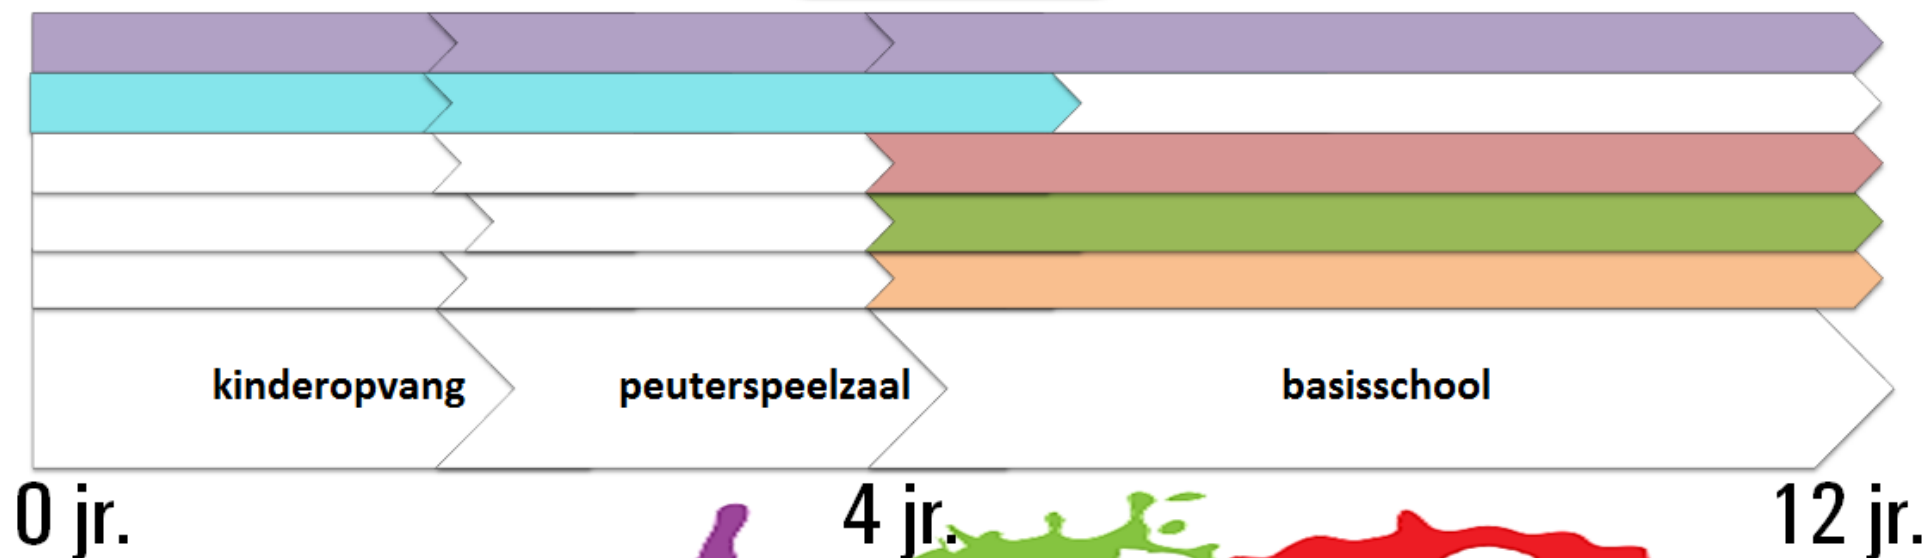 kinderopvang peuterspeelzaal basisschool
0 jr. 4 jr. 12 jr.